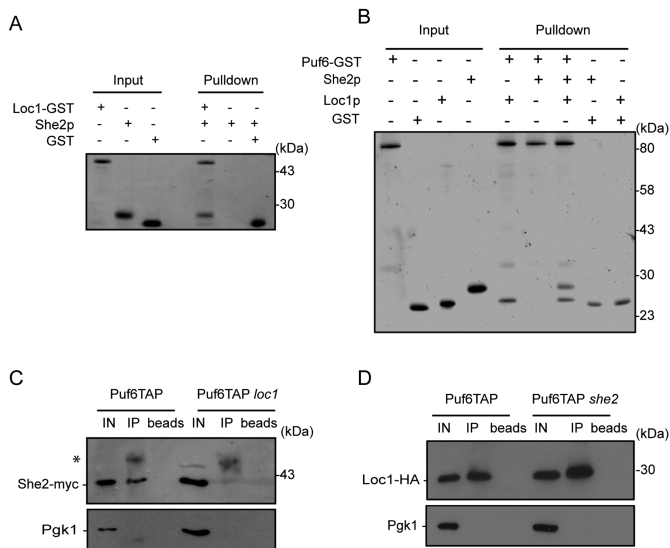 A
Input Pulldown
Loc1-GST + - - + - -
She2p - + - + + +
GST - - + - - +
(kDa)
-43
-30
B
Input Pulldown
Puf6-GST + - - - + + + - -
She2p - - - + - + + + -
Loc1p - - + - + - + - +
GST - + - - - - - + +
(kDa)
-80
-58
-43
-30
-23
C
Puf6TAP Puf6TAP loc1
IN IP beads IN IP beads
(kDa)
*
43
She2-myc
Pgk1
D
Puf6TAP Puf6TAP she2
IN IP beads IN IP beads
(kDa)
-30
Loc1-HA
Pgk1